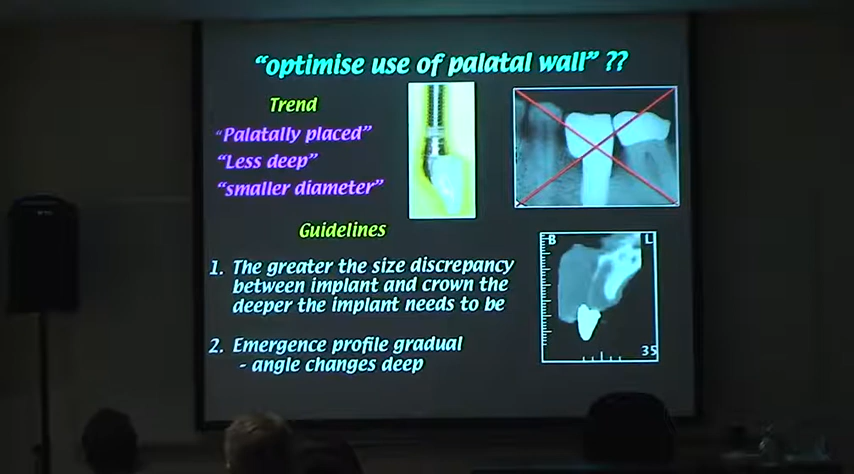 “optimise use of palatal wall” ??
Trend
“Palatally placed”
“Less deep”
“smaller diameter”
Guidelines
1. The greater the size discrepancy
between implant and crown the
deeper the implant needs to be
2. Emergence profile gradual
- angle changes deep
B
L
35